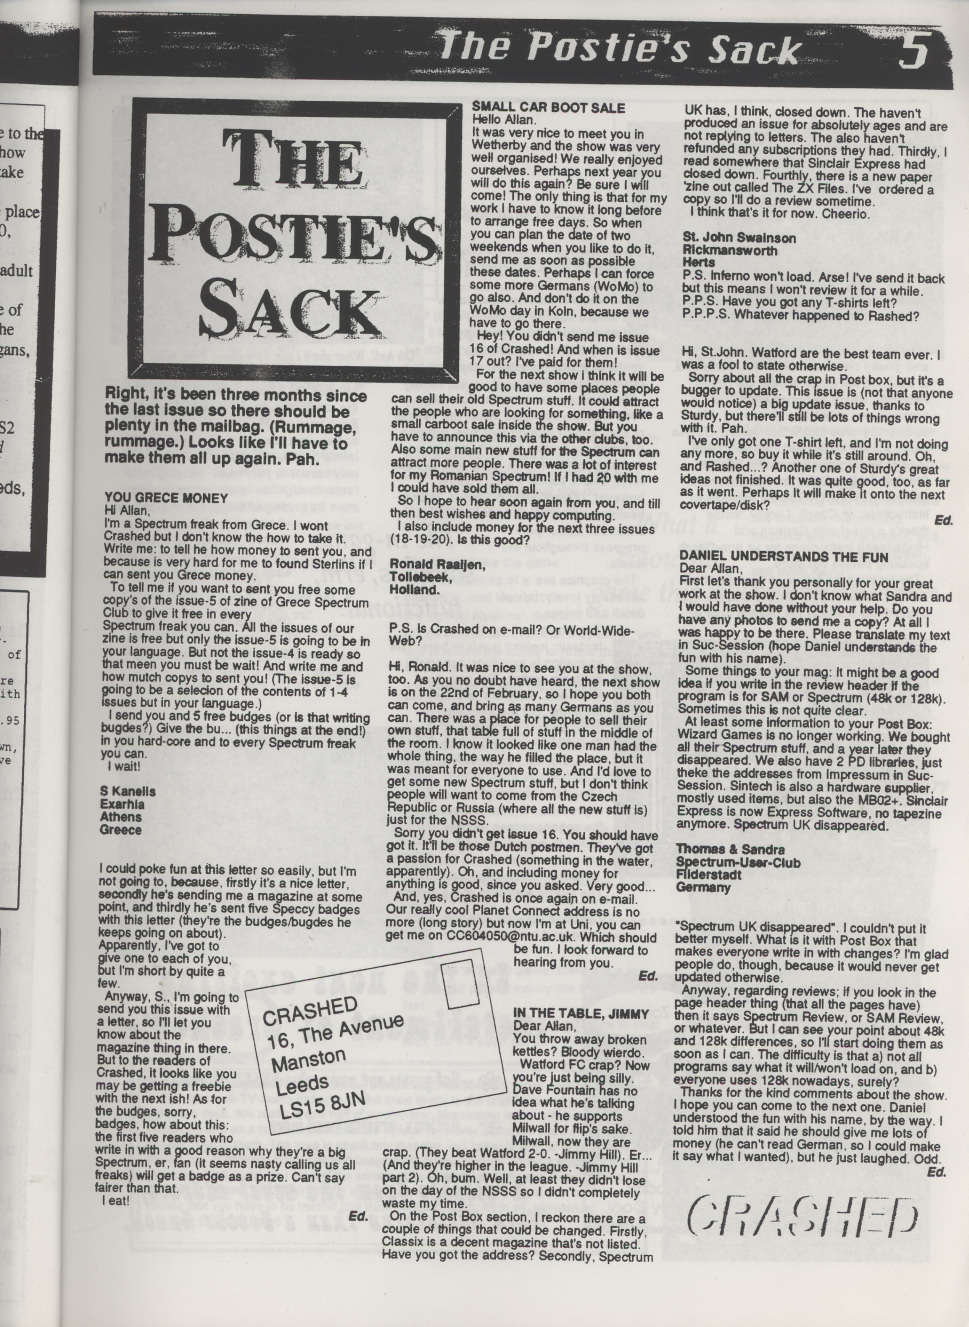 The Postie's Sack 5
e to the
how
take
place
0,
adult
e of
he
gans,
S2
eds,
of
re
ith
.95
wn,
ve
THE
POSTIE'S
SACK
Right, it's been three months since
the last issue so there should be
plenty in the mailbag. (Rummage,
rummage.) Looks like I'll have to
make them all up again. Pah.
YOU GRECE MONEY
Hi Allan,
I'm a Spectrum freak from Grece. I wont
Crashed but I don't know the how to take it.
Write me: to tell he how money to sent you, and
because is very hard for me to found Sterlins if I
can sent you Grece money.
To tell me if you want to sent you free some
copy's of the issue-5 of zine of Grece Spectrum
Club to give it free in every
Spectrum freak you can. All the issues of our
zine is free but only the issue-5 is going to be in
your language. But not the issue-4 is ready so
that meen you must be wait! And write me and
how mutch copys to sent you! (The issue-5 is
going to be a selecion of the contents of 1-4
issues but in your language.)
I send you and 5 free budges (or is that writing
bugdes?) Give the bu... (this things at the end!)
in you hard-core and to every Spectrum freak
you can.
I wait!
S Kanelis
Exarhia
Athens
Greece
I could poke fun at this letter so easily, but I'm
not going to, because, firstly it's a nice letter,
secondly he's sending me a magazine at some
point, and thirdly he's sent five Speccy badges
with this letter (they're the budges/bugdes he
keeps going on about).
Apparently, I've got to
give one to each of you,
but I'm short by quite a
few.
Anyway, S., I'm going to
send you this issue with
a letter, so I'll let you
know about the
magazine thing in there.
But to the readers of
Crashed, it looks like you
may be getting a freebie
with the next ish! As for
the budges, sorry,
badges, how about this:
the first five readers who
write in with a good reason why they're a big
Spectrum, er, fan (it seems nasty calling us all
freaks) will get a badge as a prize. Can't say
fairer than that.
I eat!
Ed.
SMALL CAR BOOT SALE
Hello Allan.
It was very nice to meet you in
Wetherby and the show was very
well organised! We really enjoyed
ourselves. Perhaps next year you
will do this again? Be sure I will
come! The only thing is that for my
work I have to know it long before
to arrange free days. So when
you can plan the date of two
weekends when you like to do it,
send me as soon as possible
these dates. Perhaps I can force
some more Germans (WoMo) to
go also. And don't do it on the
WoMo day in Koln, because we
have to go there.
Hey! You didn't send me issue
16 of Crashed! And when is issue
17 out? I've paid for them!
For the next show i think it will be
good to have some places people
can sell their old Spectrum stuff. It could attract
the people who are looking for something, like a
small carboot sale inside the show. But you
have to announce this via the other clubs, too.
Also some main new stuff for the Spectrum can
attract more people. There was a lot of interest
for my Romanian Spectrum! If I had 20 with me
I could have sold them all.
So I hope to hear soon again from you, and till
then best wishes and happy computing.
I also include money for the next three issues
(18-19-20). Is this good?
Ronald Raaijen,
Tollebeek,
Holland.
P.S. Is Crashed on e-mail? Or World-Wide-
Web?
Hi, Ronald. It was nice to see you at the show,
too. As you no doubt have heard, the next show
is on the 22nd of February, so I hope you both
can come, and bring as many Germans as you
can. There was a place for people to sell their
own stuff, that table full of stuff in the middle of
the room. I know it looked like one man had the
whole thing, the way he filled the place, but it
was meant for everyone to use. And I'd love to
get some new Spectrum stuff, but I don't think
people will want to come from the Czech
Republic or Russia (where all the new stuff is)
just for the NSSS.
Sorry you didn't get issue 16. You should have
got it. It'll be those Dutch postmen. They've got
a passion for Crashed (something in the water,
apparently). Oh, and including money for
anything is good, since you asked. Very good...
And, yes, Crashed is once again on e-mail.
Our really cool Planet Connect address is no
more (long story) but now I'm at Uni, you can
get me on CC604050@ntu.ac.uk. Which should
be fun. I look forward to
hearing from you.
Ed.
CRASHED
16, The Avenue
Manston
Leeds
LS15 8JN
IN THE TABLE, JIMMY
Dear Allan,
You throw away broken
kettles? Bloody wierdo.
Watford FC crap? Now
you're just being silly.
Dave Fountain has no
idea what he's talking
about - he supports
Milwall for flip's sake.
Milwall, now they are
crap. (They beat Watford 2-0. -Jimmy Hill). Er...
(And they're higher in the league. -Jimmy Hill
part 2). Oh, bum. Well, at least they didn't lose
on the day of the NSSS so I didn't completely
waste my time.
On the Post Box section, I reckon there are a
couple of things that could be changed. Firstly,
Classix is a decent magazine that's not listed.
Have you got the address? Secondly, Spectrum
UK has, I think, closed down. The haven't
produced an issue for absolutely ages and are
not replying to letters. The also haven't
refunded any subscriptions they had. Thirdly, I
read somewhere that Sinclair Express had
closed down. Fourthly, there is a new paper
'zine out called The ZX Files. I've ordered a
copy so I'll do a review sometime.
I think that's it for now. Cheerio.
St. John Swainson
Rickmansworth
Herts
P.S. Inferno won't load. Arse! I've send it back
but this means I won't review it for a while.
P.P.S. Have you got any T-shirts left?
P.P.P.S. Whatever happened to Rashed?
Hi, St.John. Watford are the best team ever. I
was a fool to state otherwise.
Sorry about all the crap in Post box, but it's a
bugger to update. This issue is (not that anyone
would notice) a big update issue, thanks to
Sturdy, but there'll still be lots of things wrong
with it. Pah.
I've only got one T-shirt left, and I'm not doing
any more, so buy it while it's still around. Oh,
and Rashed...? Another one of Sturdy's great
ideas not finished. It was quite good, too, as far
as it went. Perhaps It will make it onto the next
covertape/disk?
Ed.
DANIEL UNDERSTANDS THE FUN
Dear Allan,
First let's thank you personally for your great
work at the show. I don't know what Sandra and
I would have done without your help. Do you
have any photos to send me a copy? At all I
was happy to be there. Please translate my text
in Suc-Session (hope Daniel understands the
fun with his name).
Some things to your mag: It might be a good
idea if you write in the review header if the
program is for SAM or Spectrum (48k or 128k).
Sometimes this is not quite clear.
At least some information to your Post Box:
Wizard Games is no longer working. We bought
all their Spectrum stuff, and a year later they
disappeared. We also have 2 PD libraries, just
theke the addresses from Impressum in Suc-
Session. Sintech is also a hardware supplier,
mostly used items, but also the MB02+. Sinclair
Express is now Express Software, no tapezine
anymore. Spectrum UK disappeared.
Thomas & Sandra
Spectrum-User-Club
Filderstadt
Germany
"Spectrum UK disappeared". I couldn't put it
better myself. What is it with Post Box that
makes everyone write in with changes? I'm glad
people do, though, because it would never get
updated otherwise.
Anyway, regarding reviews; if you look in the
page header thing (that all the pages have)
then it says Spectrum Review, or SAM Review,
or whatever. But I can see your point about 48k
and 128k differences, so I'll start doing them as
soon as I can. The difficulty is that a) not all
programs say what it will/won't load on, and b)
everyone uses 128k nowadays, surely?
Thanks for the kind comments about the show.
I hope you can come to the next one. Daniel
understood the fun with his name, by the way. I
told him that it said he should give me lots of
money (he can't read German, so I could make
it say what I wanted), but he just laughed. Odd.
Ed.
CRASHED